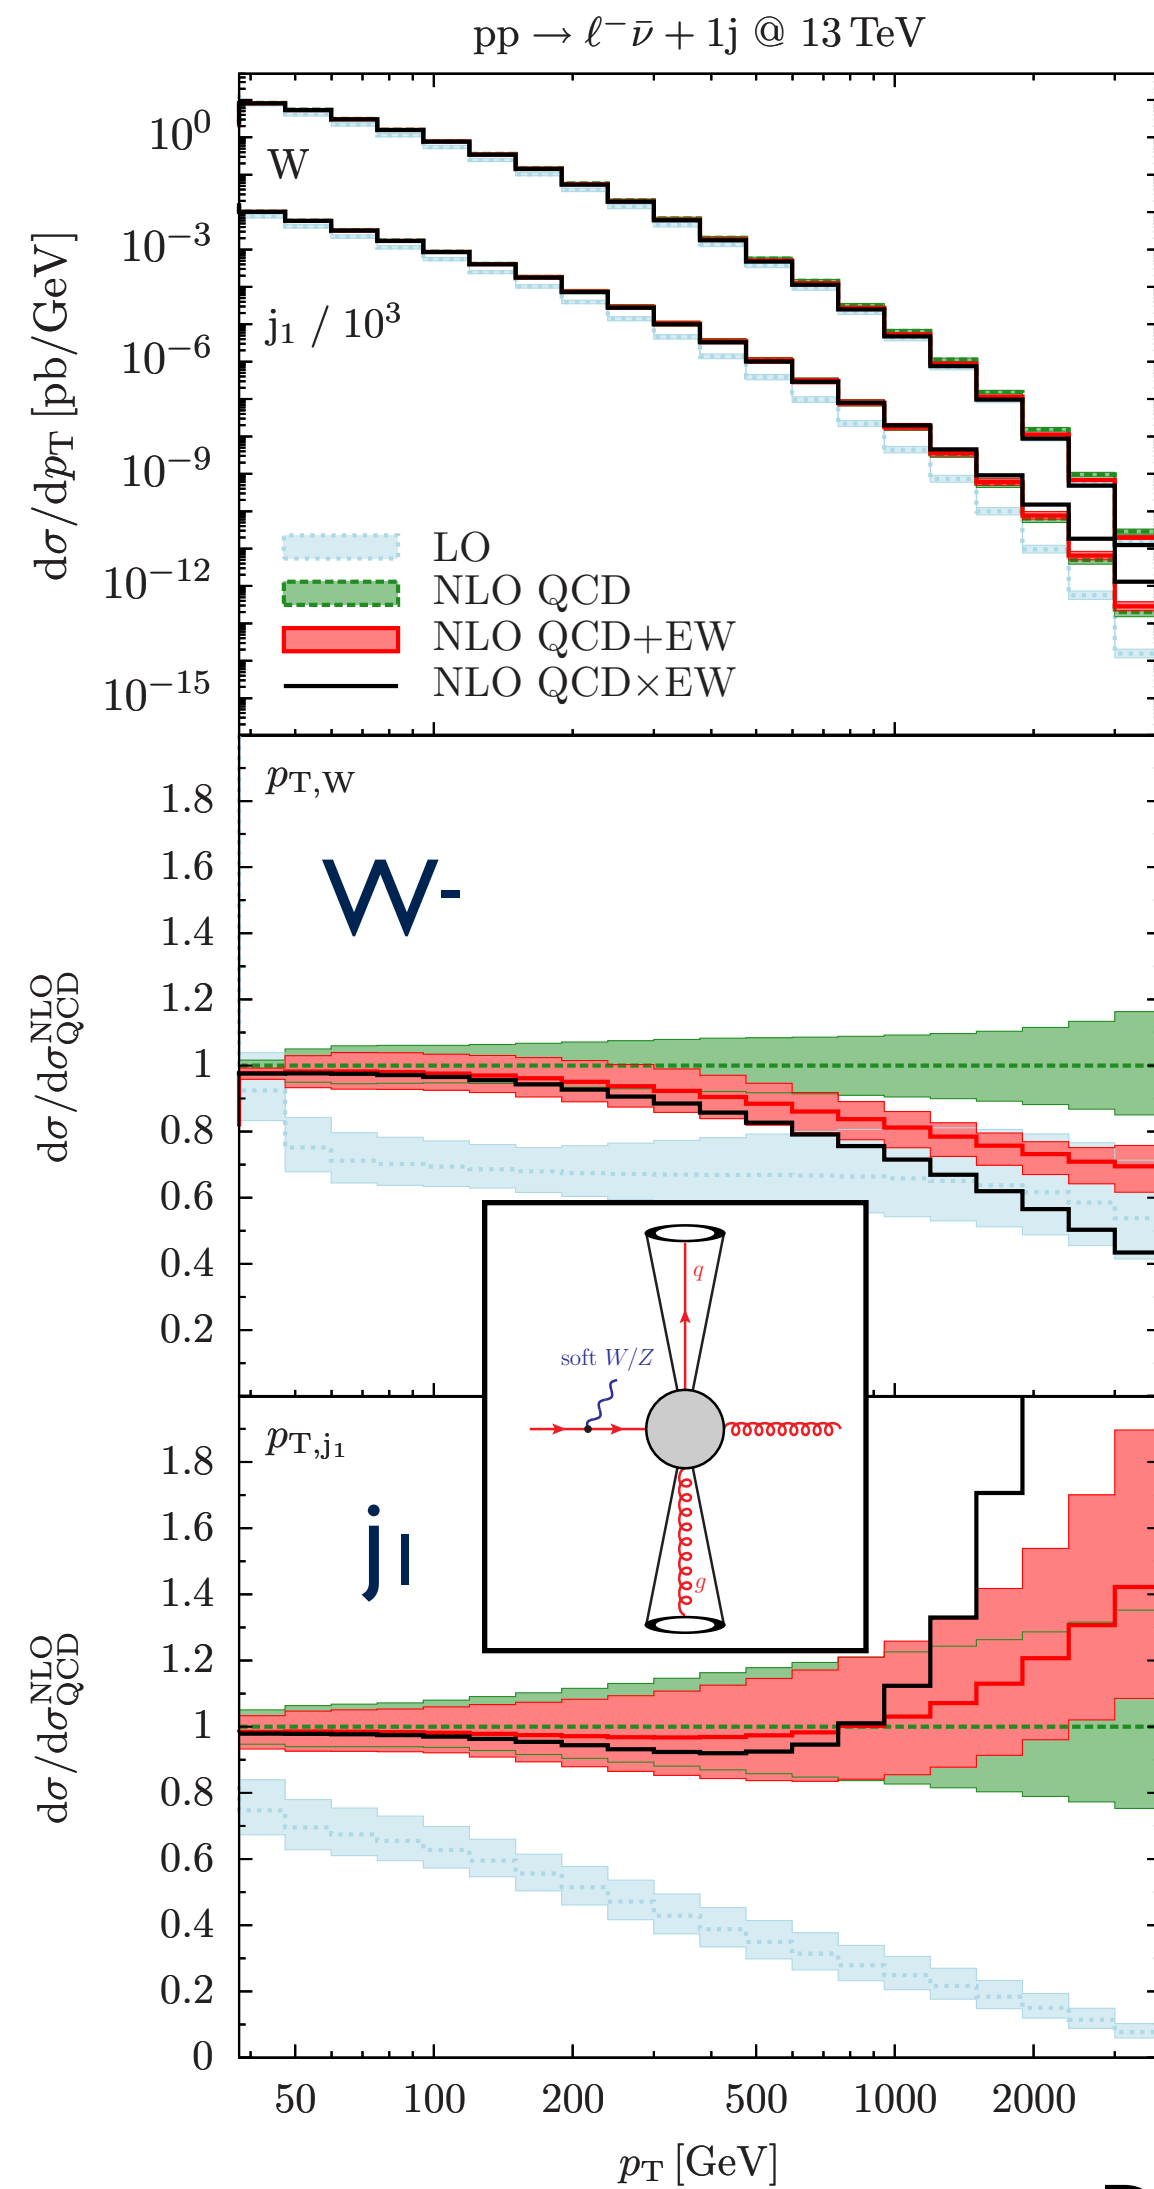 pp → ℓ⁻ν̄ + 1j @ 13 TeV
dσ/dp_T [pb/GeV]
10⁰
10⁻³
10⁻⁶
10⁻⁹
10⁻¹²
10⁻¹⁵
W
j₁ / 10³
LO
NLO QCD
NLO QCD+EW
NLO QCD×EW
dσ/dσ^NLO_QCD
1.8
1.6
1.4
1.2
1
0.8
0.6
0.4
0.2
p_T,W
W-
q
soft W/Z
g
dσ/dσ^NLO_QCD
1.8
1.6
1.4
1.2
1
0.8
0.6
0.4
0.2
0
p_T,j₁
j1
50 100 200 500 1000 2000
p_T [GeV]